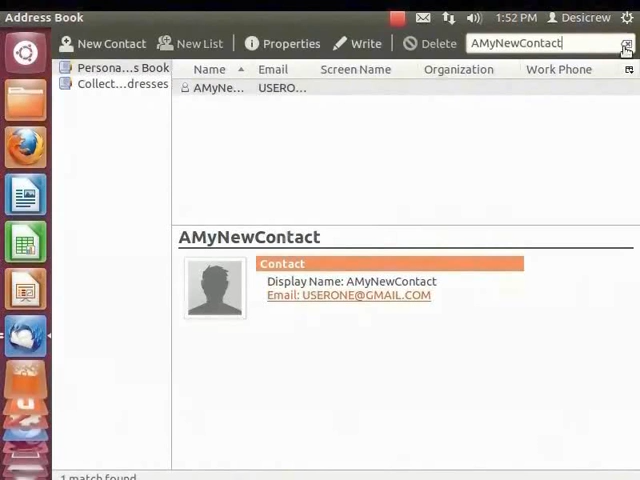 Address Book 1:52 PM Desicrew
New Contact New List Properties Write Delete AMyNewContact
Persona...s Book Name Email Screen Name Organization Work Phone
Collect...dresses AMyNe... USERO...
AMyNewContact
Contact
Display Name: AMyNewContact
Email: USERONE@GMAIL.COM
1 match found